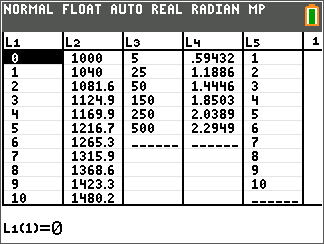 NORMAL FLOAT AUTO REAL RADIAN MP
L1 L2 L3 L4 L5 1
0 1000 5 .59432 1
1 1040 25 1.1886 2
2 1081.6 50 1.4446 3
3 1124.9 150 1.8503 4
4 1169.9 250 2.0389 5
5 1216.7 500 2.2949 6
6 1265.3 ------ ------ 7
7 1315.9 8
8 1368.6 9
9 1423.3 10
10 1480.2 ------
L1(1)=0